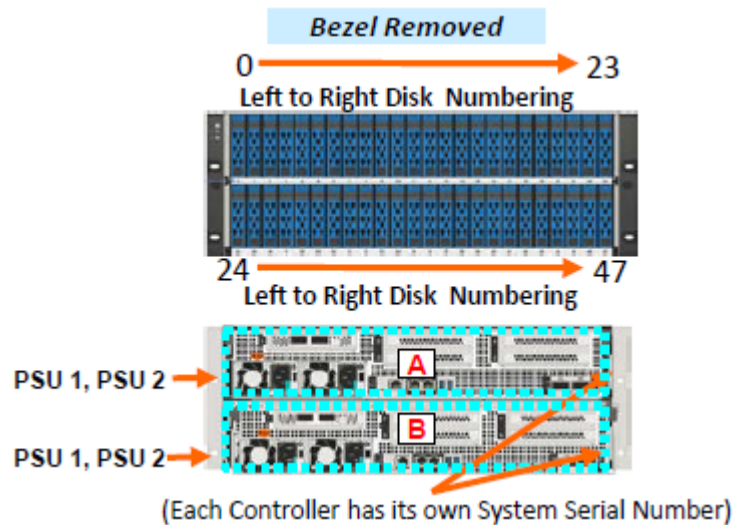 Bezel Removed
0 23
Left to Right Disk Numbering
24 47
Left to Right Disk Numbering
A
PSU 1, PSU 2
B
PSU 1, PSU 2
(Each Controller has its own System Serial Number)